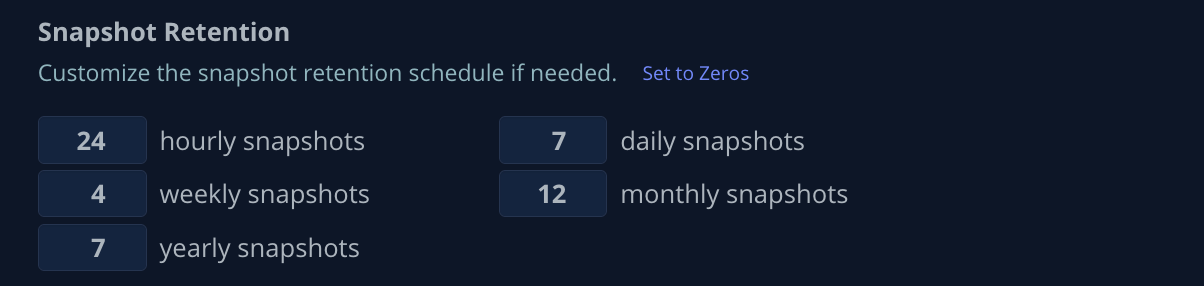 Snapshot Retention
Customize the snapshot retention schedule if needed. Set to Zeros
24 hourly snapshots 7 daily snapshots
4 weekly snapshots 12 monthly snapshots
7 yearly snapshots